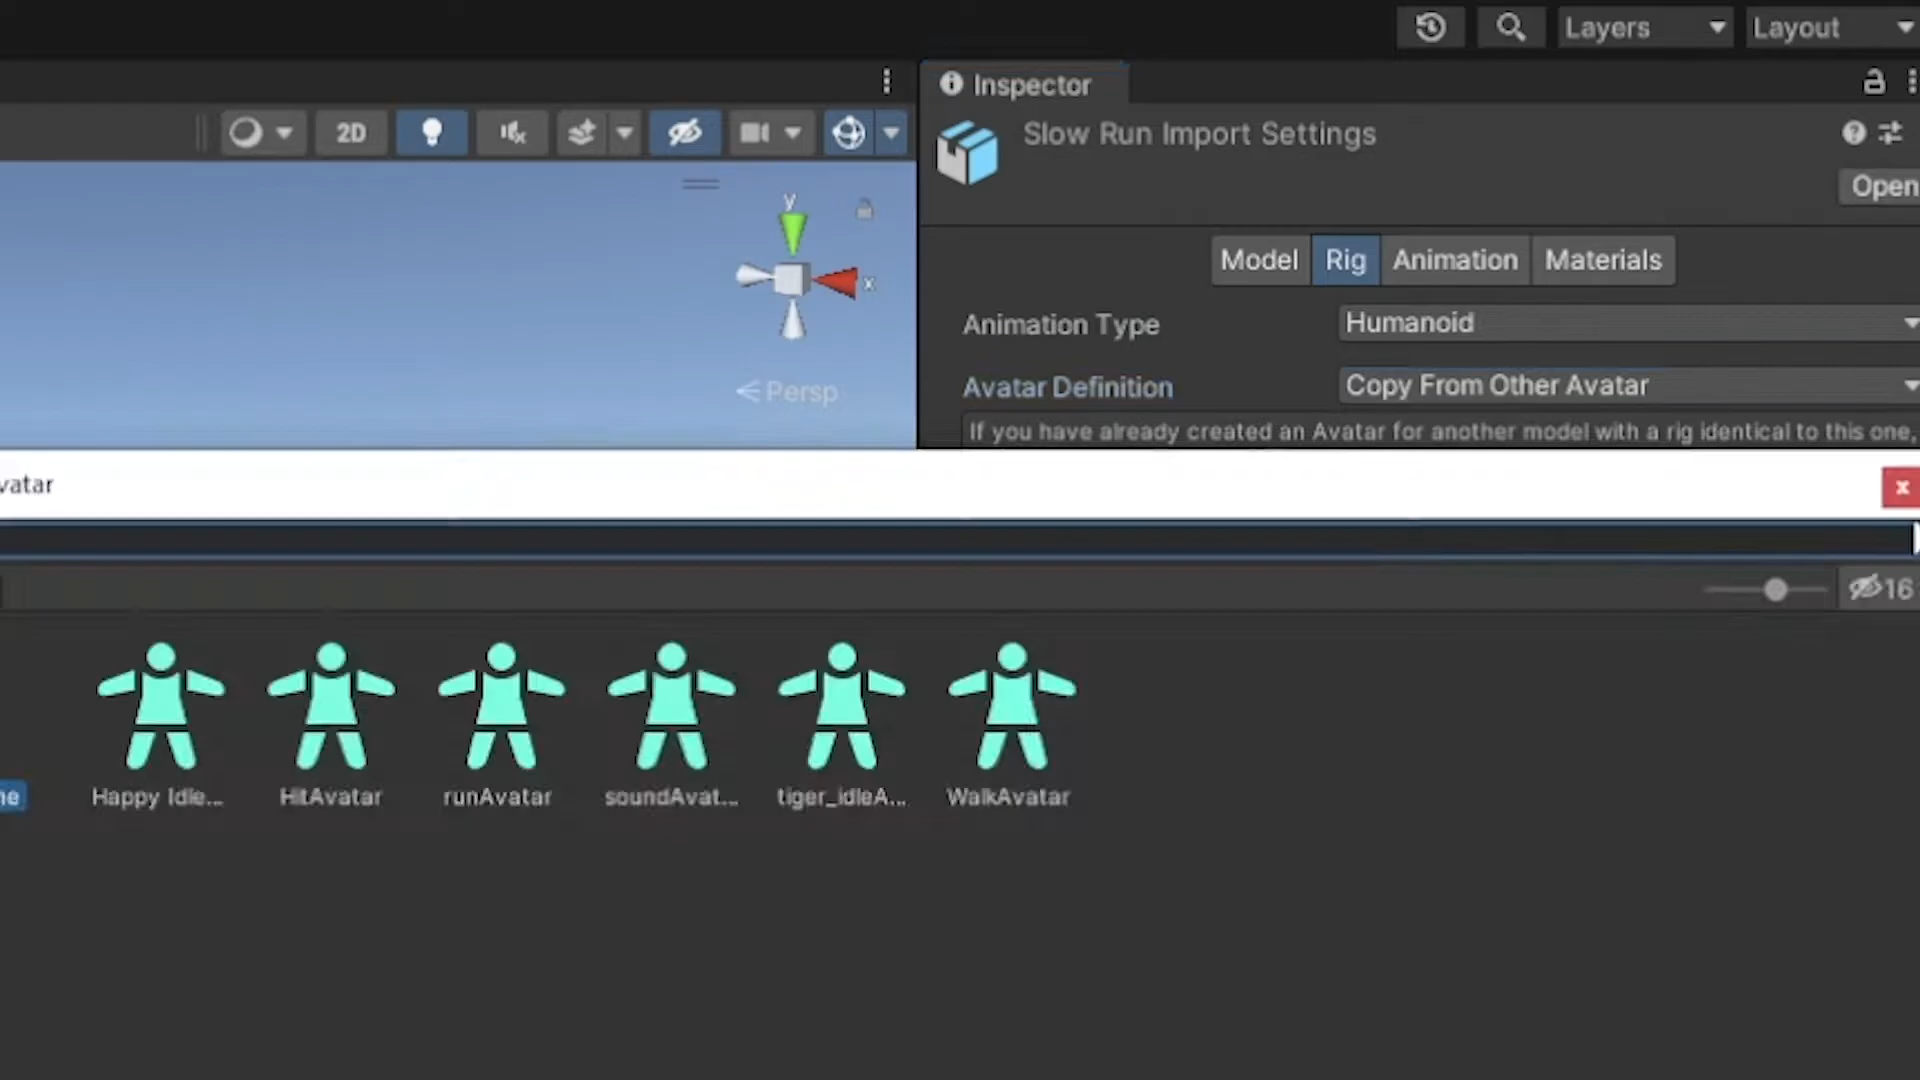 Layers
Layout
Inspector
2D
Slow Run Import Settings
Open
y
x
Model
Rig
Animation
Materials
Animation Type
Humanoid
Persp
Avatar Definition
Copy From Other Avatar
If you have already created an Avatar for another model with a rig identical to this one,
vatar
16
ne
Happy Idle...
HitAvatar
runAvatar
soundAvat...
tiger_idleA...
WalkAvatar